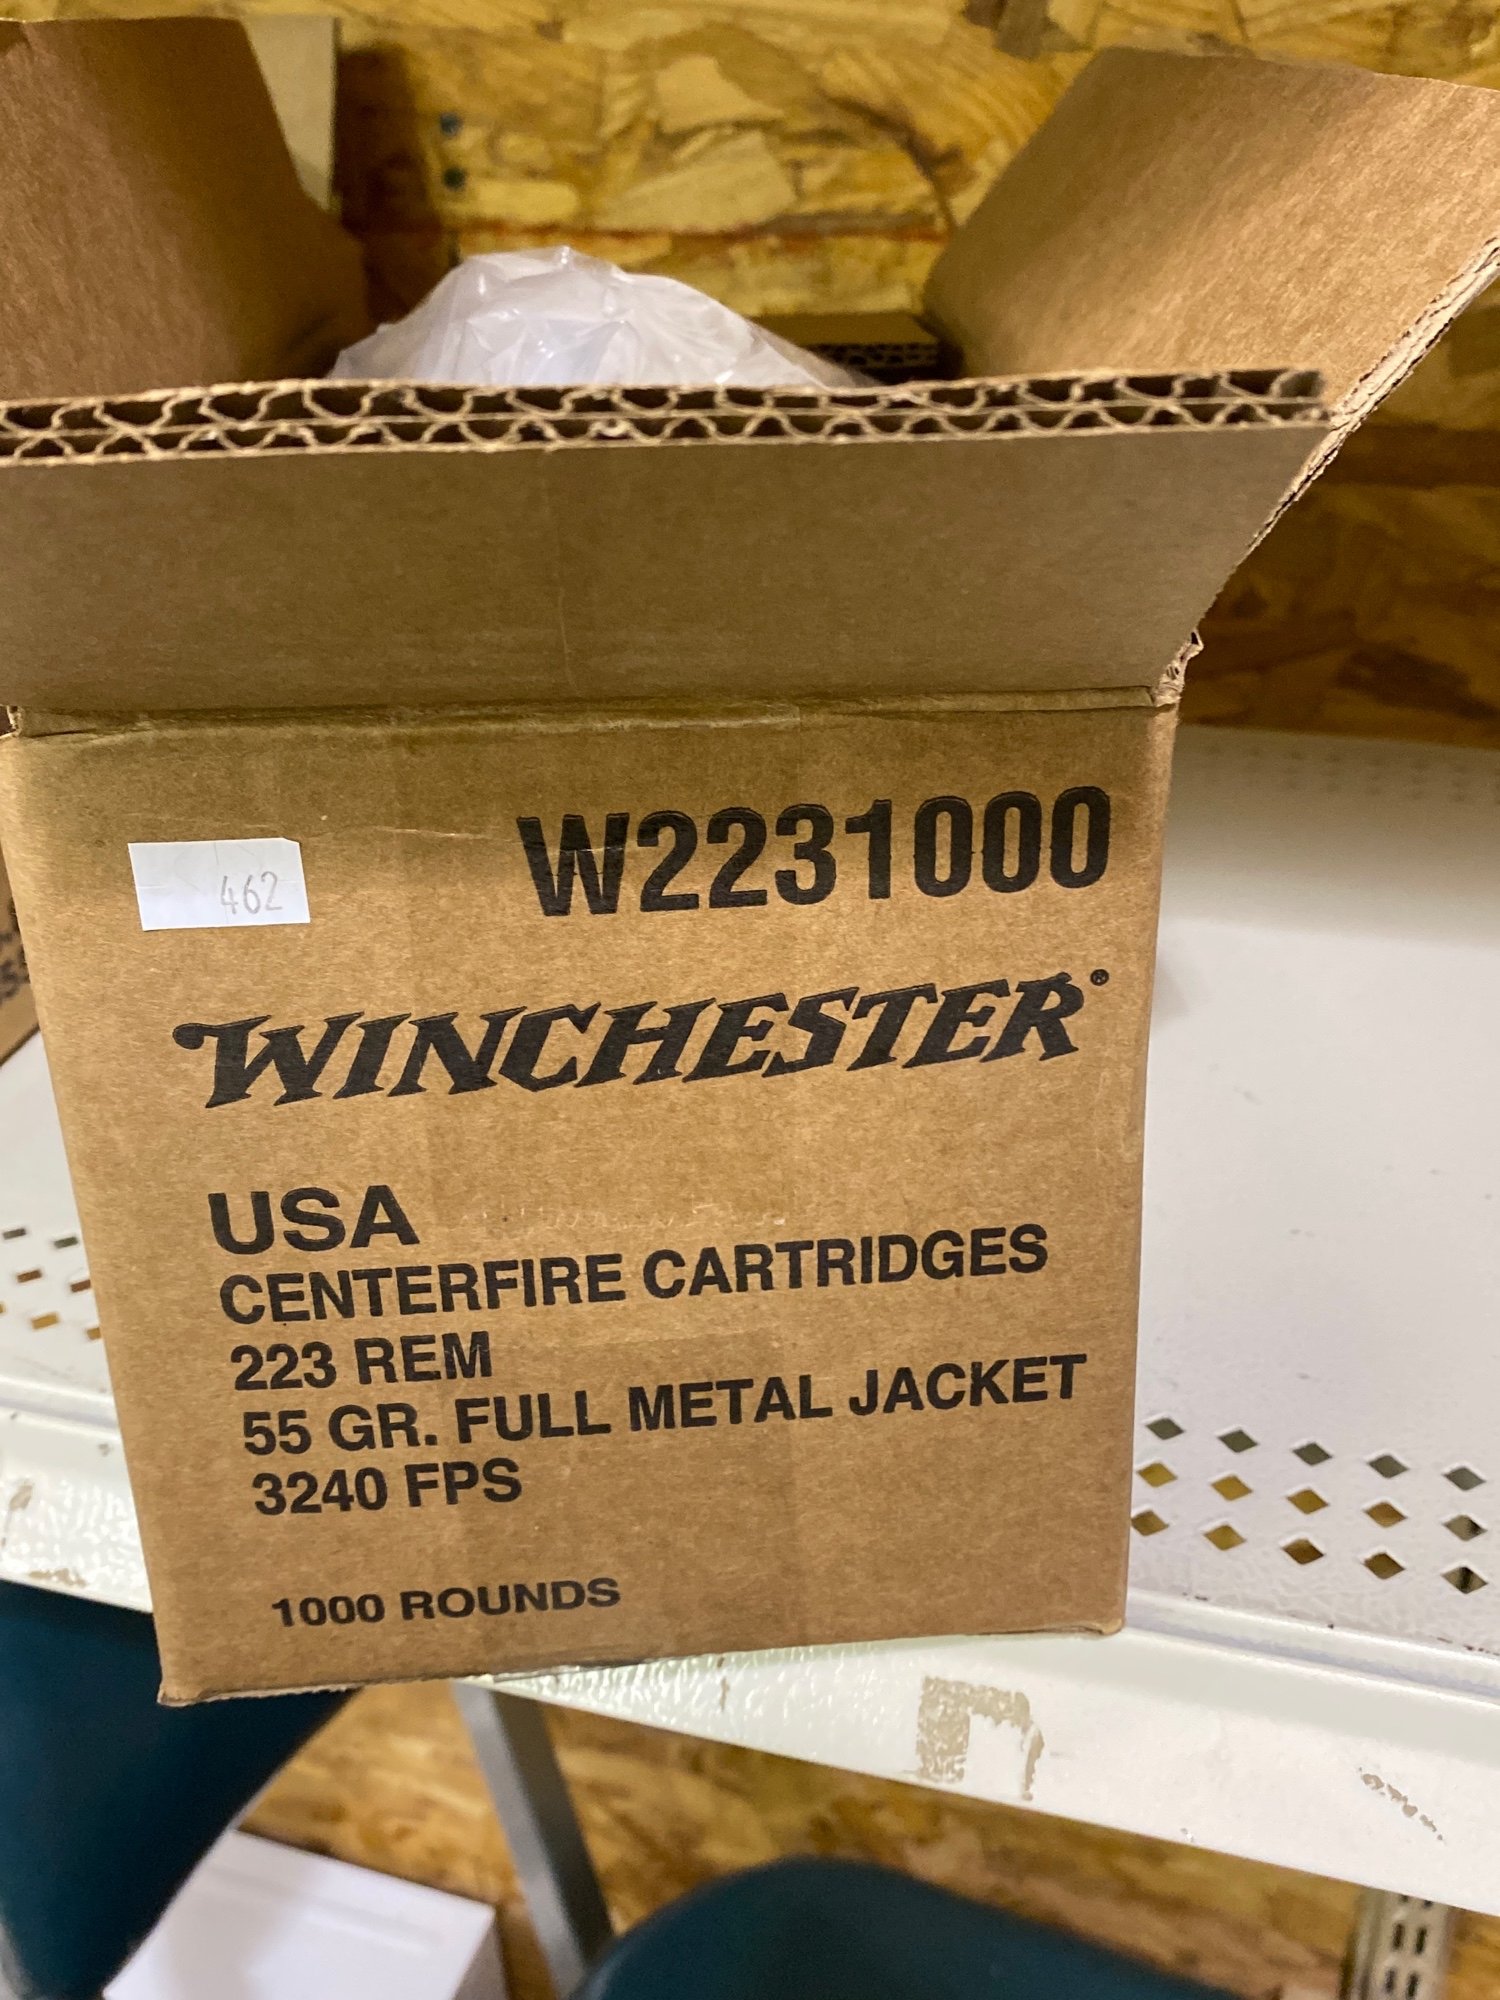 W2231000
462
WINCHESTER®
USA
CENTERFIRE CARTRIDGES
223 REM
55 GR. FULL METAL JACKET
3240 FPS
1000 ROUNDS